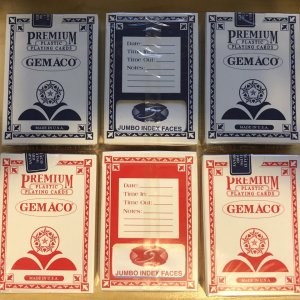 PREMIUM
PLASTIC
PLAYING CARDS
GEMACO®
MADE IN U.S.A.
Date:
Time In:
Time Out:
Notes:
JUMBO INDEX FACES
PREMIUM
PLASTIC
PLAYING CARDS
GEMACO®
MADE IN U.S.A.
PREMIUM
PLASTIC
PLAYING CARDS
GEMACO®
MADE IN U.S.A.
Date:
Time In:
Time Out:
Notes:
JUMBO INDEX FACES
PREMIUM
PLASTIC
PLAYING CARDS
GEMACO®
MADE IN U.S.A.